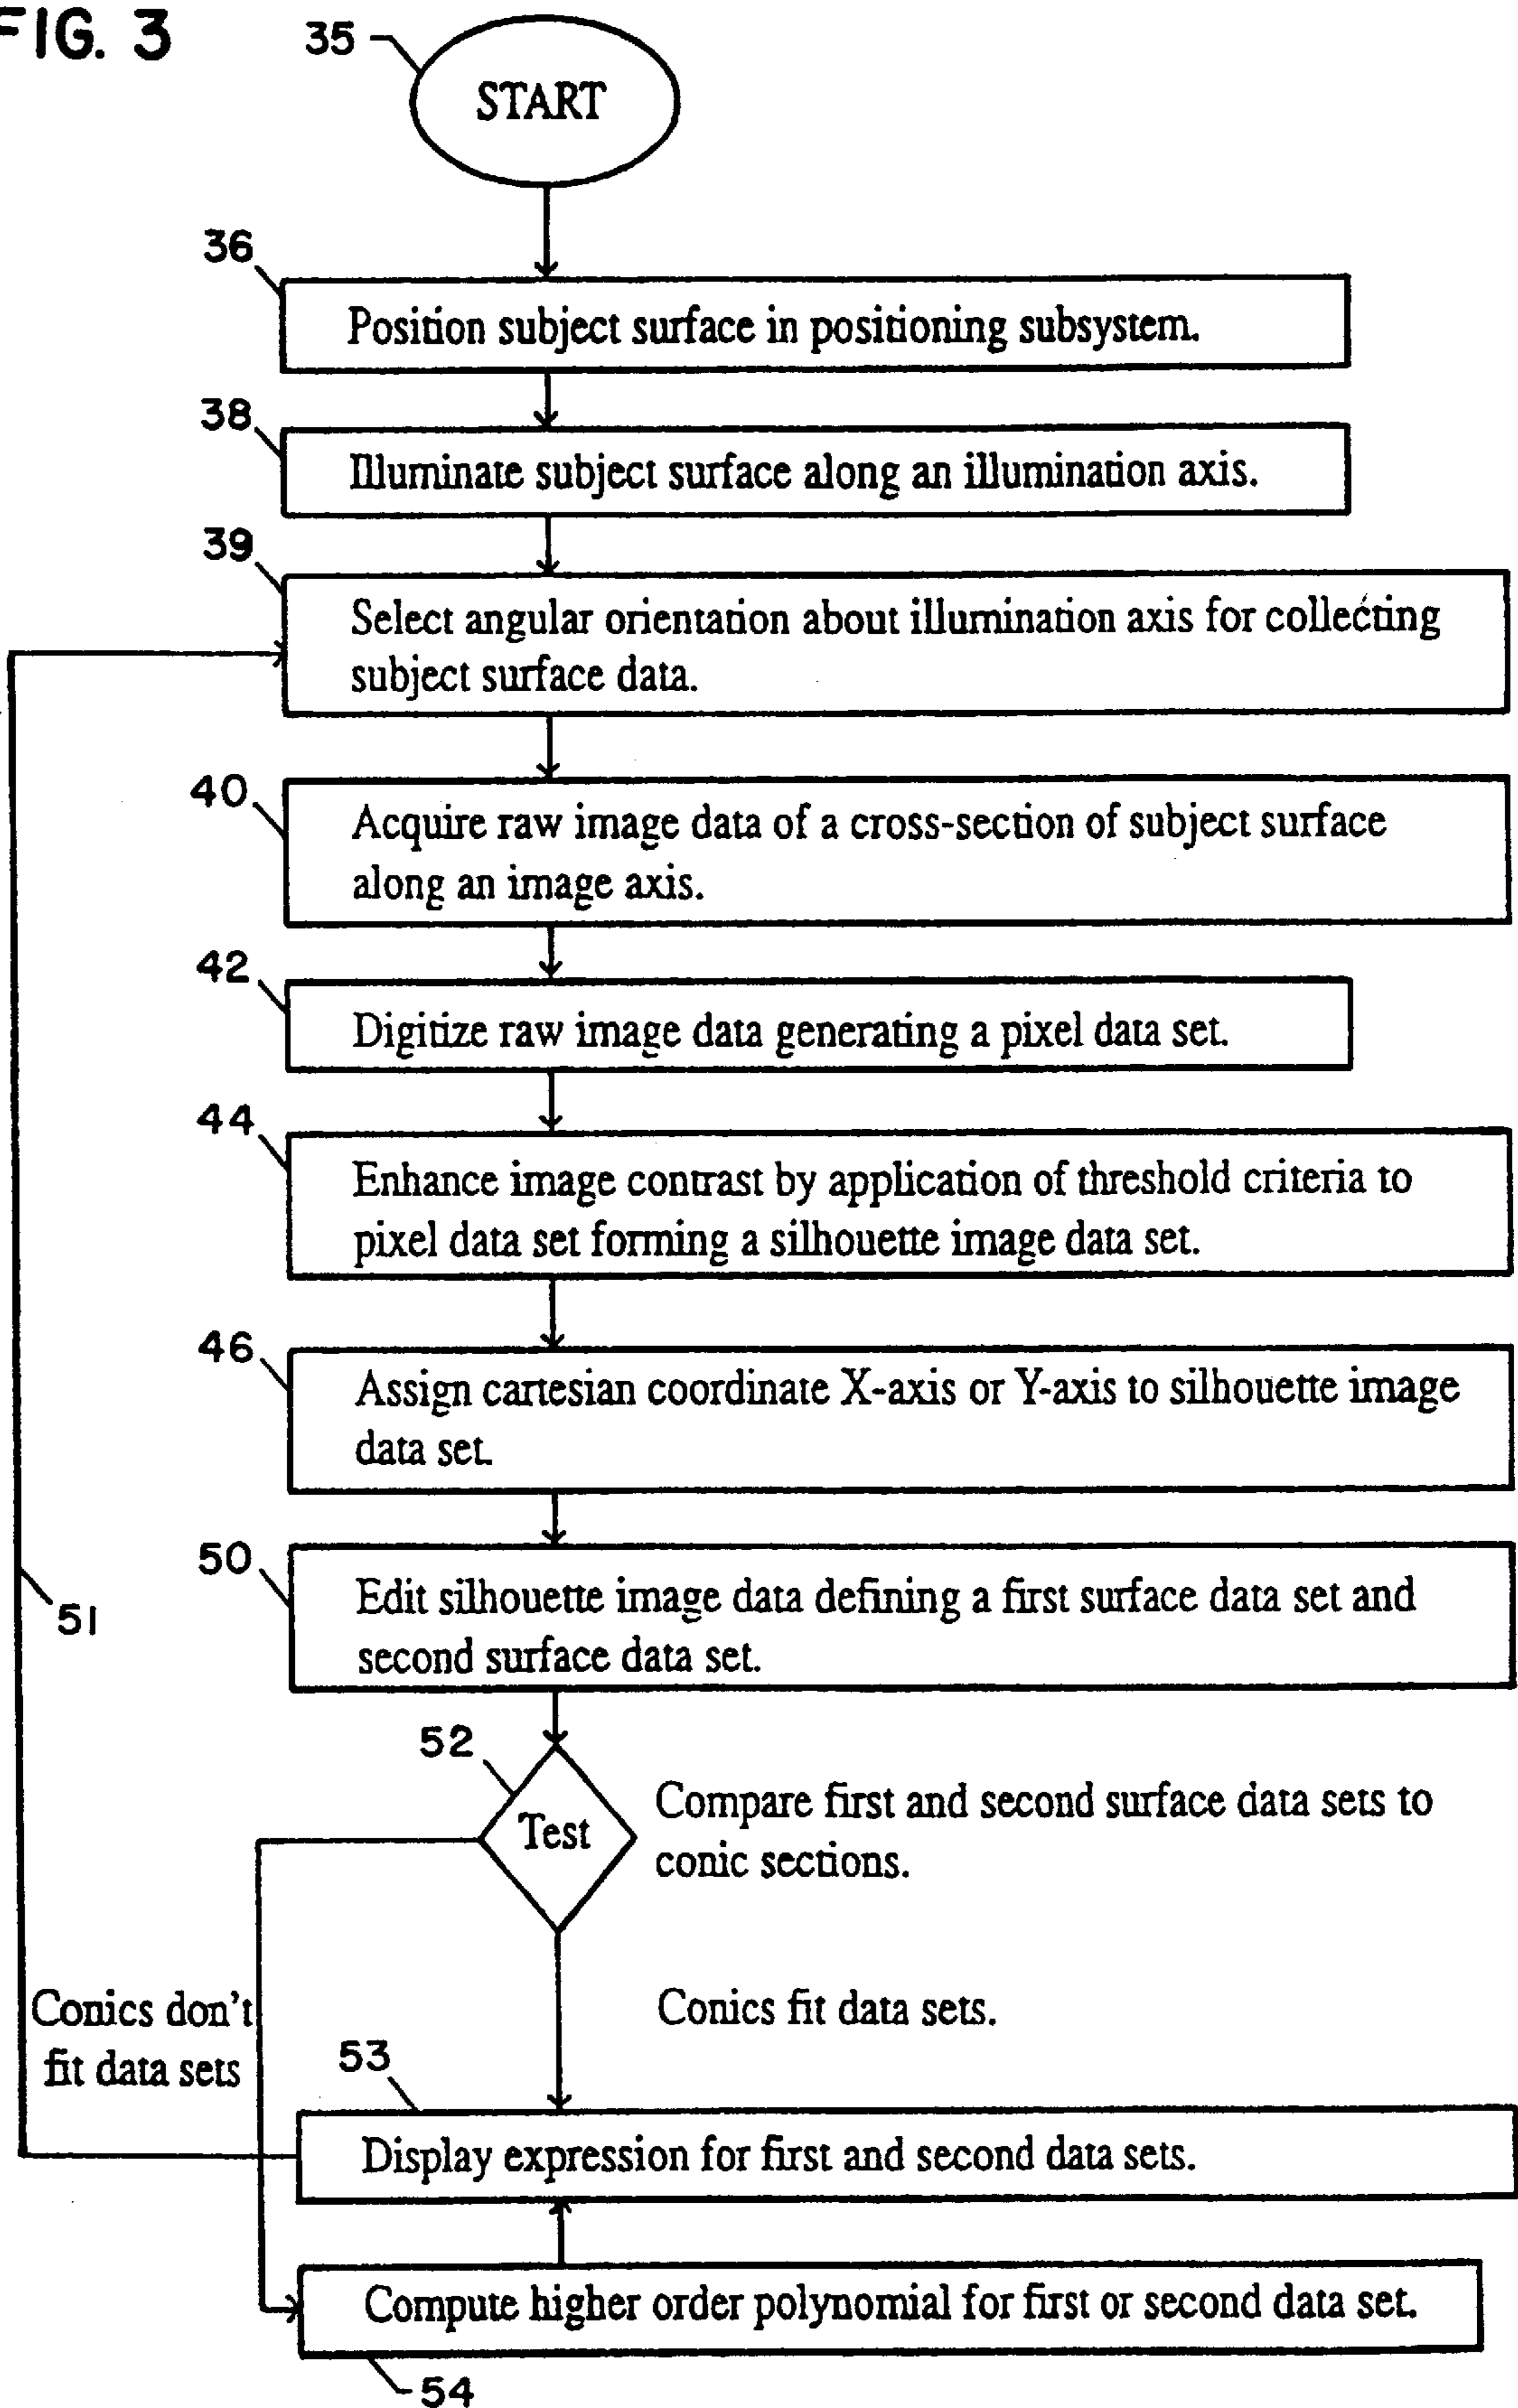 FIG. 3
35
START
36
Position subject surface in positioning subsystem.
38
Illuminate subject surface along an illumination axis.
39
Select angular orientation about illumination axis for collecting
subject surface data.
40
Acquire raw image data of a cross-section of subject surface
along an image axis.
42
Digitize raw image data generating a pixel data set.
44
Enhance image contrast by application of threshold criteria to
pixel data set forming a silhouette image data set.
46
Assign cartesian coordinate X-axis or Y-axis to silhouette image
data set.
50
Edit silhouette image data defining a first surface data set and
second surface data set.
51
52
Test
Compare first and second surface data sets to
conic sections.
Conics don't
fit data sets
Conics fit data sets.
53
Display expression for first and second data sets.
Compute higher order polynomial for first or second data set.
54